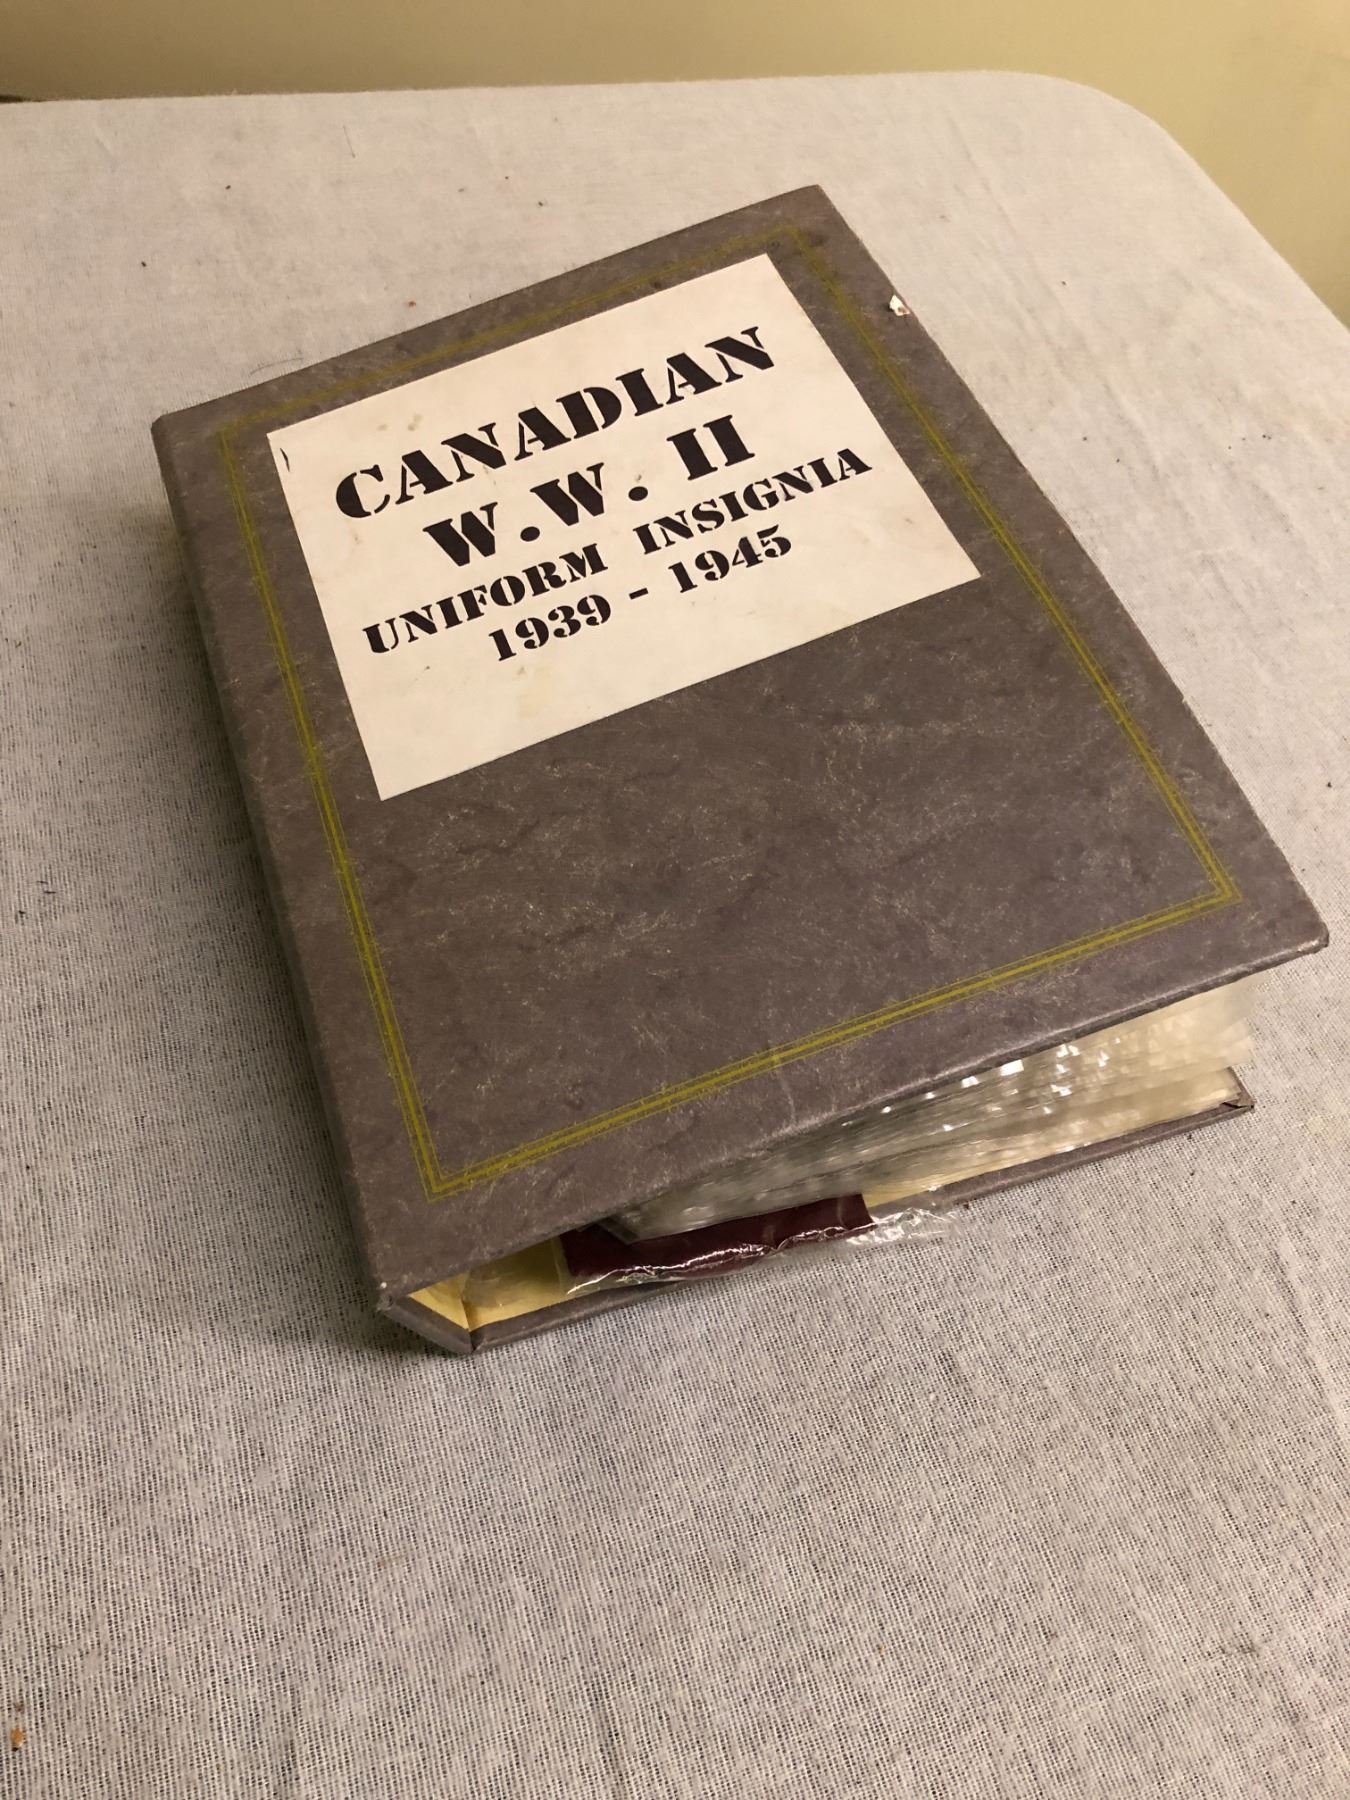 CANADIAN
W.W. II
UNIFORM INSIGNIA
1939 - 1945